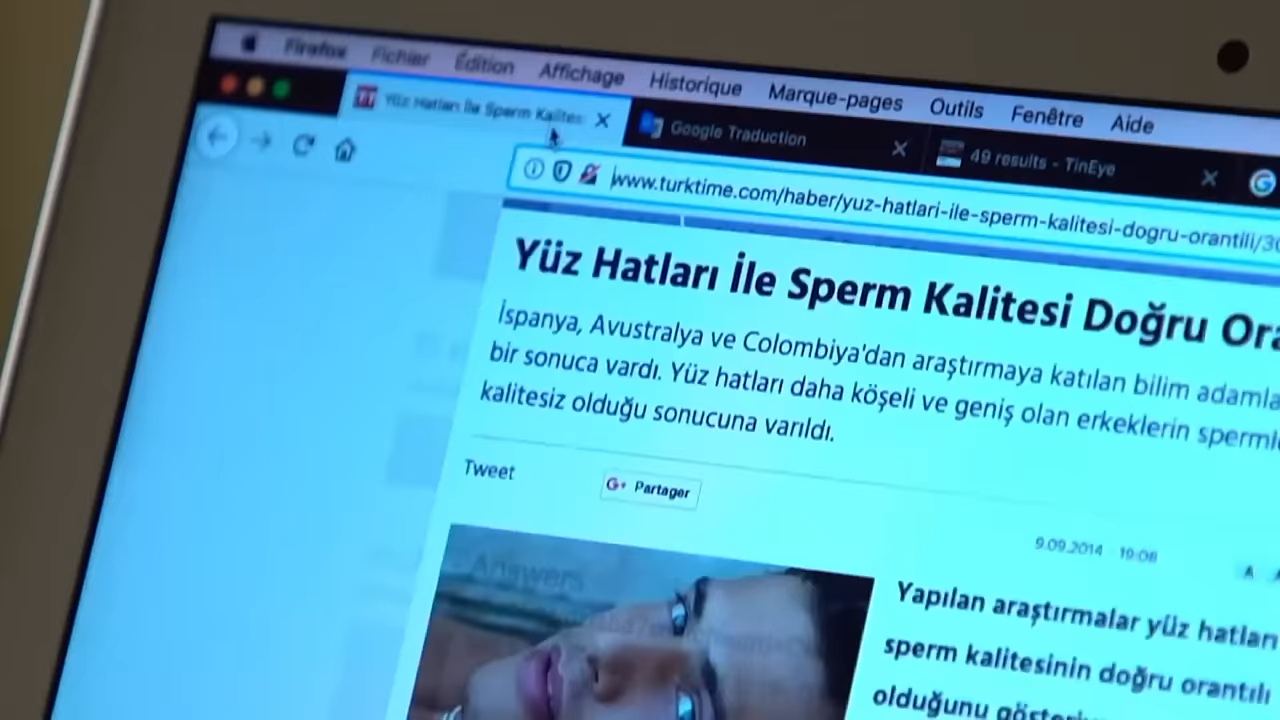 Firefox Fichier Édition Affichage Historique Marque-pages Outils Fenêtre Aide
Yüz Hatları İle Sperm Kalites
Google Traduction
49 results - TinEye
www.turktime.com/haber/yuz-hatlari-ile-sperm-kalitesi-dogru-orantili/30
Yüz Hatları İle Sperm Kalitesi Doğru Ora
İspanya, Avustralya ve Colombiya'dan araştırmaya katılan bilim adamla
bir sonuca vardı. Yüz hatları daha köşeli ve geniş olan erkeklerin spermle
kalitesiz olduğu sonucuna varıldı.
Tweet
G+ Partager
9.09.2014 19:08
A
Answers
Yapılan araştırmalar yüz hatları
sperm kalitesinin doğru orantılı
olduğunu